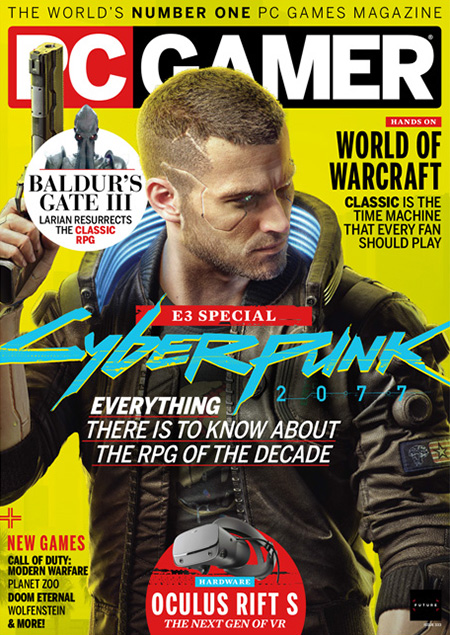 THE WORLD'S NUMBER ONE PC GAMES MAGAZINE
PC GAMER
HANDS ON
WORLD OF
WARCRAFT
CLASSIC IS THE
TIME MACHINE
THAT EVERY FAN
SHOULD PLAY
BALDUR'S
GATE III
LARIAN RESURRECTS
THE CLASSIC
RPG
E3 SPECIAL
Cyberpunk
2077
EVERYTHING
THERE IS TO KNOW ABOUT
THE RPG OF THE DECADE
NEW GAMES
CALL OF DUTY:
MODERN WARFARE
PLANET ZOO
DOOM ETERNAL
WOLFENSTEIN
& MORE!
HARDWARE
OCULUS RIFT S
THE NEXT GEN OF VR
FUTURE